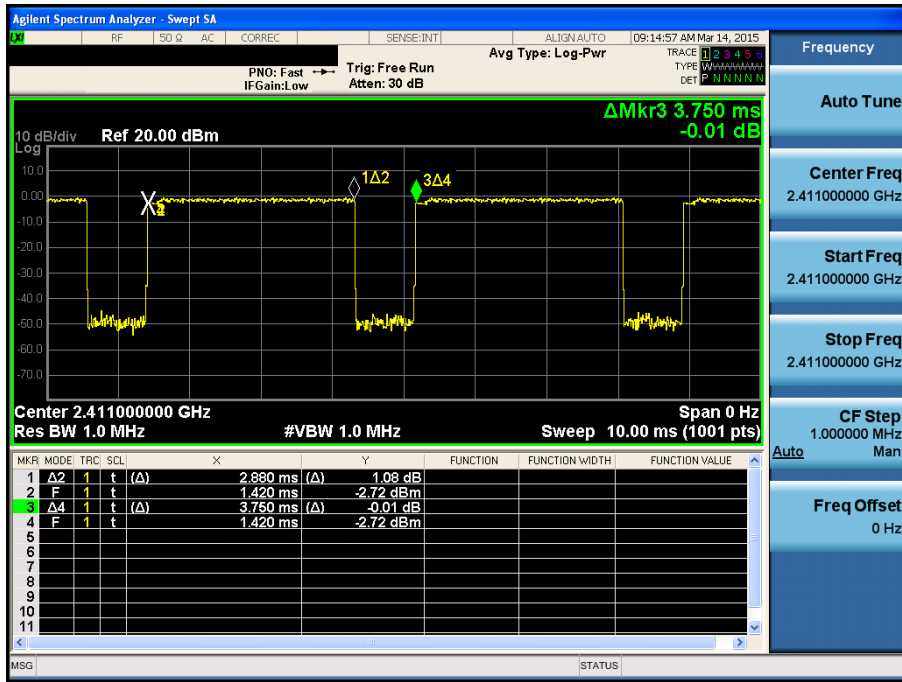 Agilent Spectrum Analyzer - Swept SA
LXI RF 50 Ω AC CORREC SENSE:INT ALIGN AUTO 09:14:57 AM Mar 14, 2015
Avg Type: Log-Pwr TRACE 1 2 3 4 5 6
PNO: Fast Trig: Free Run TYPE WWWWWW
IFGain:Low Atten: 30 dB DET P N N N N N
ΔMkr3 3.750 ms
-0.01 dB
10 dB/div Ref 20.00 dBm
Log
10.0
0.00
-10.0
-20.0
-30.0
-40.0
-50.0
-60.0
-70.0
1Δ2
3Δ4
Center 2.411000000 GHz Span 0 Hz
Res BW 1.0 MHz #VBW 1.0 MHz Sweep 10.00 ms (1001 pts)
MKR MODE TRC SCL X Y FUNCTION FUNCTION WIDTH FUNCTION VALUE
1 Δ2 1 t (Δ) 2.880 ms (Δ) 1.08 dB
2 F 1 t 1.420 ms -2.72 dBm
3 Δ4 1 t (Δ) 3.750 ms (Δ) -0.01 dB
4 F 1 t 1.420 ms -2.72 dBm
5
6
7
8
9
10
11
MSG STATUS
Frequency
Auto Tune
Center Freq
2.411000000 GHz
Start Freq
2.411000000 GHz
Stop Freq
2.411000000 GHz
CF Step
1.000000 MHz
Auto Man
Freq Offset
0 Hz